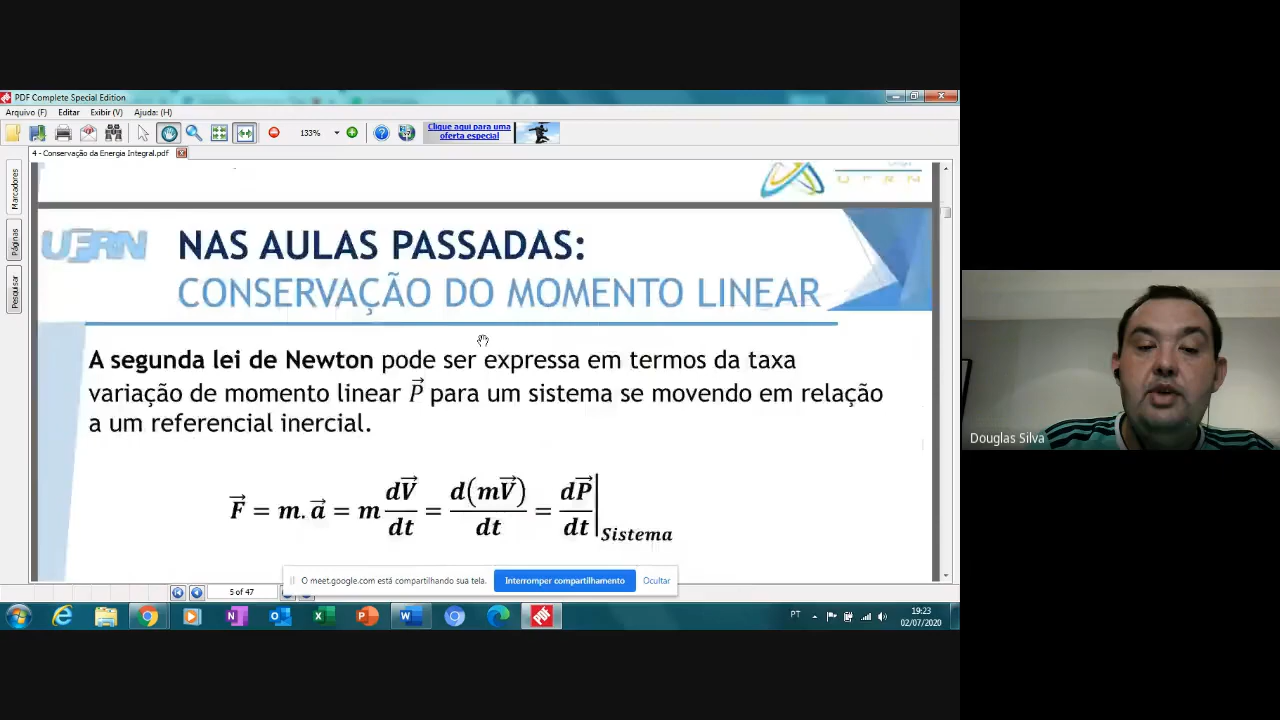 PDF Complete Special Edition
Arquivo (F) Editar Exibir (V) Ajuda: (H)
133%
Clique aqui para uma
oferta especial
4 - Conservação da Energia Integral.pdf
Marcadores
Páginas
Pesquisar
UFRN
UFRN
NAS AULAS PASSADAS:
CONSERVAÇÃO DO MOMENTO LINEAR
A segunda lei de Newton pode ser expressa em termos da taxa
variação de momento linear P⃗ para um sistema se movendo em relação
a um referencial inercial.
F⃗ = m. a⃗ = m dV⃗/dt = d(mV⃗)/dt = dP⃗/dt|Sistema
O meet.google.com está compartilhando sua tela. Interromper compartilhamento Ocultar
5 of 47
PT 19:23
02/07/2020
Douglas Silva